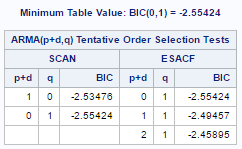 Minimum Table Value: BIC(0,1) = -2.55424
ARMA(p+d,q) Tentative Order Selection Tests
SCAN ESACF
p+d q BIC p+d q BIC
1 0 -2.53476 0 1 -2.55424
0 1 -2.55424 1 1 -2.49457
2 1 -2.45895